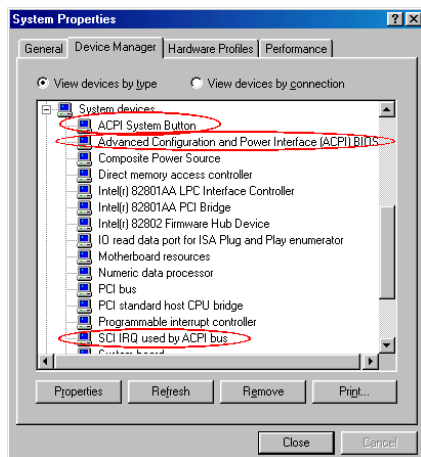 System Properties
General Device Manager Hardware Profiles Performance
View devices by type View devices by connection
System devices
ACPI System Button
Advanced Configuration and Power Interface (ACPI) BIOS
Composite Power Source
Direct memory access controller
Intel(r) 82801AA LPC Interface Controller
Intel(r) 82801AA PCI Bridge
Intel(r) 82802 Firmware Hub Device
IO read data port for ISA Plug and Play enumerator
Motherboard resources
Numeric data processor
PCI bus
PCI standard host CPU bridge
Programmable interrupt controller
SCI IRQ used by ACPI bus
System board
Properties Refresh Remove Print...
Close Cancel